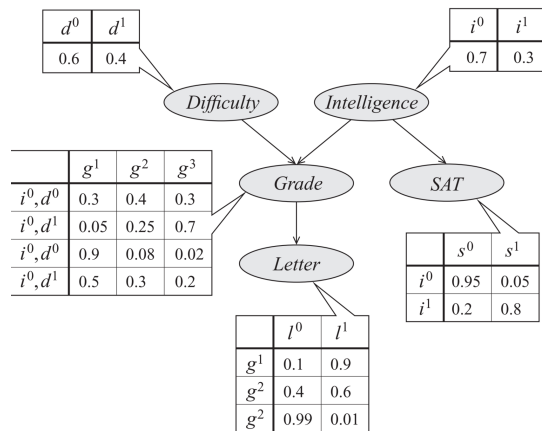 d⁰ d¹
0.6 0.4
i⁰ i¹
0.7 0.3
Difficulty
Intelligence
g¹ g² g³
i⁰,d⁰ 0.3 0.4 0.3
i⁰,d¹ 0.05 0.25 0.7
i⁰,d⁰ 0.9 0.08 0.02
i⁰,d¹ 0.5 0.3 0.2
Grade
SAT
Letter
s⁰ s¹
i⁰ 0.95 0.05
i¹ 0.2 0.8
l⁰ l¹
g¹ 0.1 0.9
g² 0.4 0.6
g² 0.99 0.01